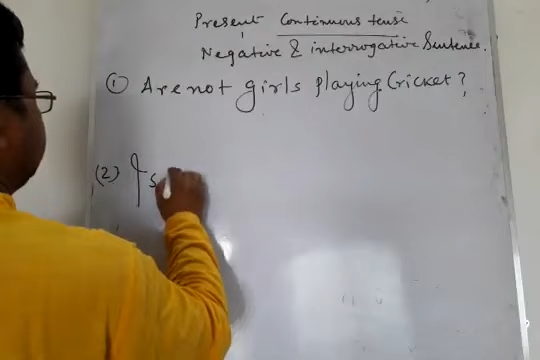 Present Continuous tense
Negative & interrogative Sentence.
① Are not girls Playing Cricket?
(2) Is